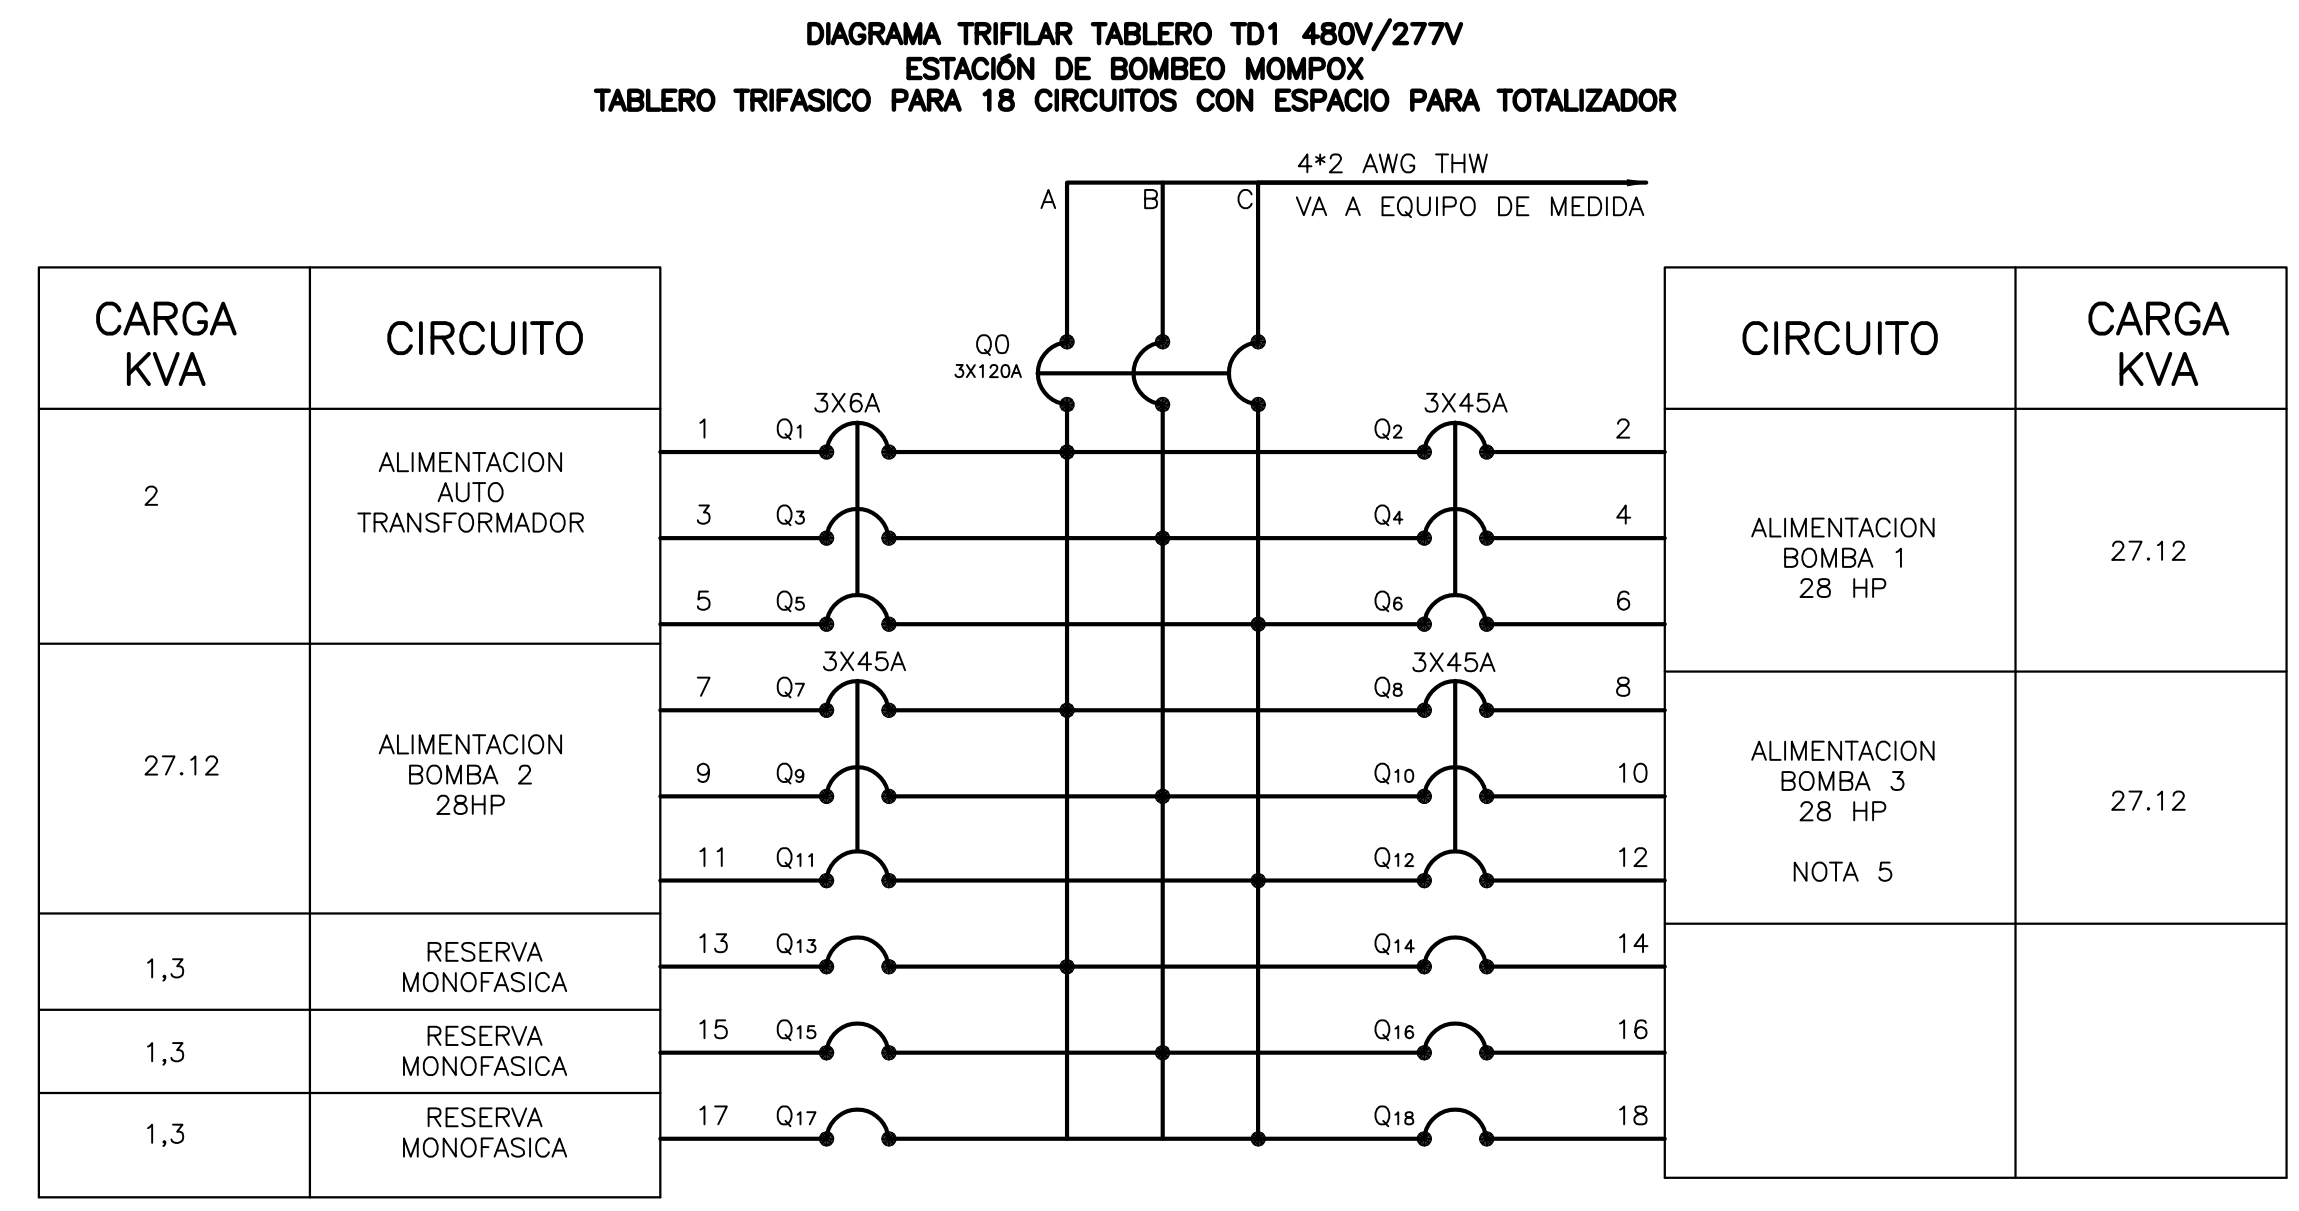 DIAGRAMA TRIFILAR TABLERO TD1 480V/277V
ESTACIÓN DE BOMBEO MOMPOX
TABLERO TRIFASICO PARA 18 CIRCUITOS CON ESPACIO PARA TOTALIZADOR
4*2 AWG THW
VA A EQUIPO DE MEDIDA
A B C
Q0
3X120A
CARGA
KVA
CIRCUITO
2
ALIMENTACION
AUTO
TRANSFORMADOR
27.12
ALIMENTACION
BOMBA 2
28HP
1,3
RESERVA
MONOFASICA
1,3
RESERVA
MONOFASICA
1,3
RESERVA
MONOFASICA
3X6A
1 Q1
3 Q3
5 Q5
3X45A
7 Q7
9 Q9
11 Q11
13 Q13
15 Q15
17 Q17
3X45A
Q2 2
Q4 4
Q6 6
3X45A
Q8 8
Q10 10
Q12 12
Q14 14
Q16 16
Q18 18
CIRCUITO
CARGA
KVA
ALIMENTACION
BOMBA 1
28 HP
27.12
ALIMENTACION
BOMBA 3
28 HP
NOTA 5
27.12